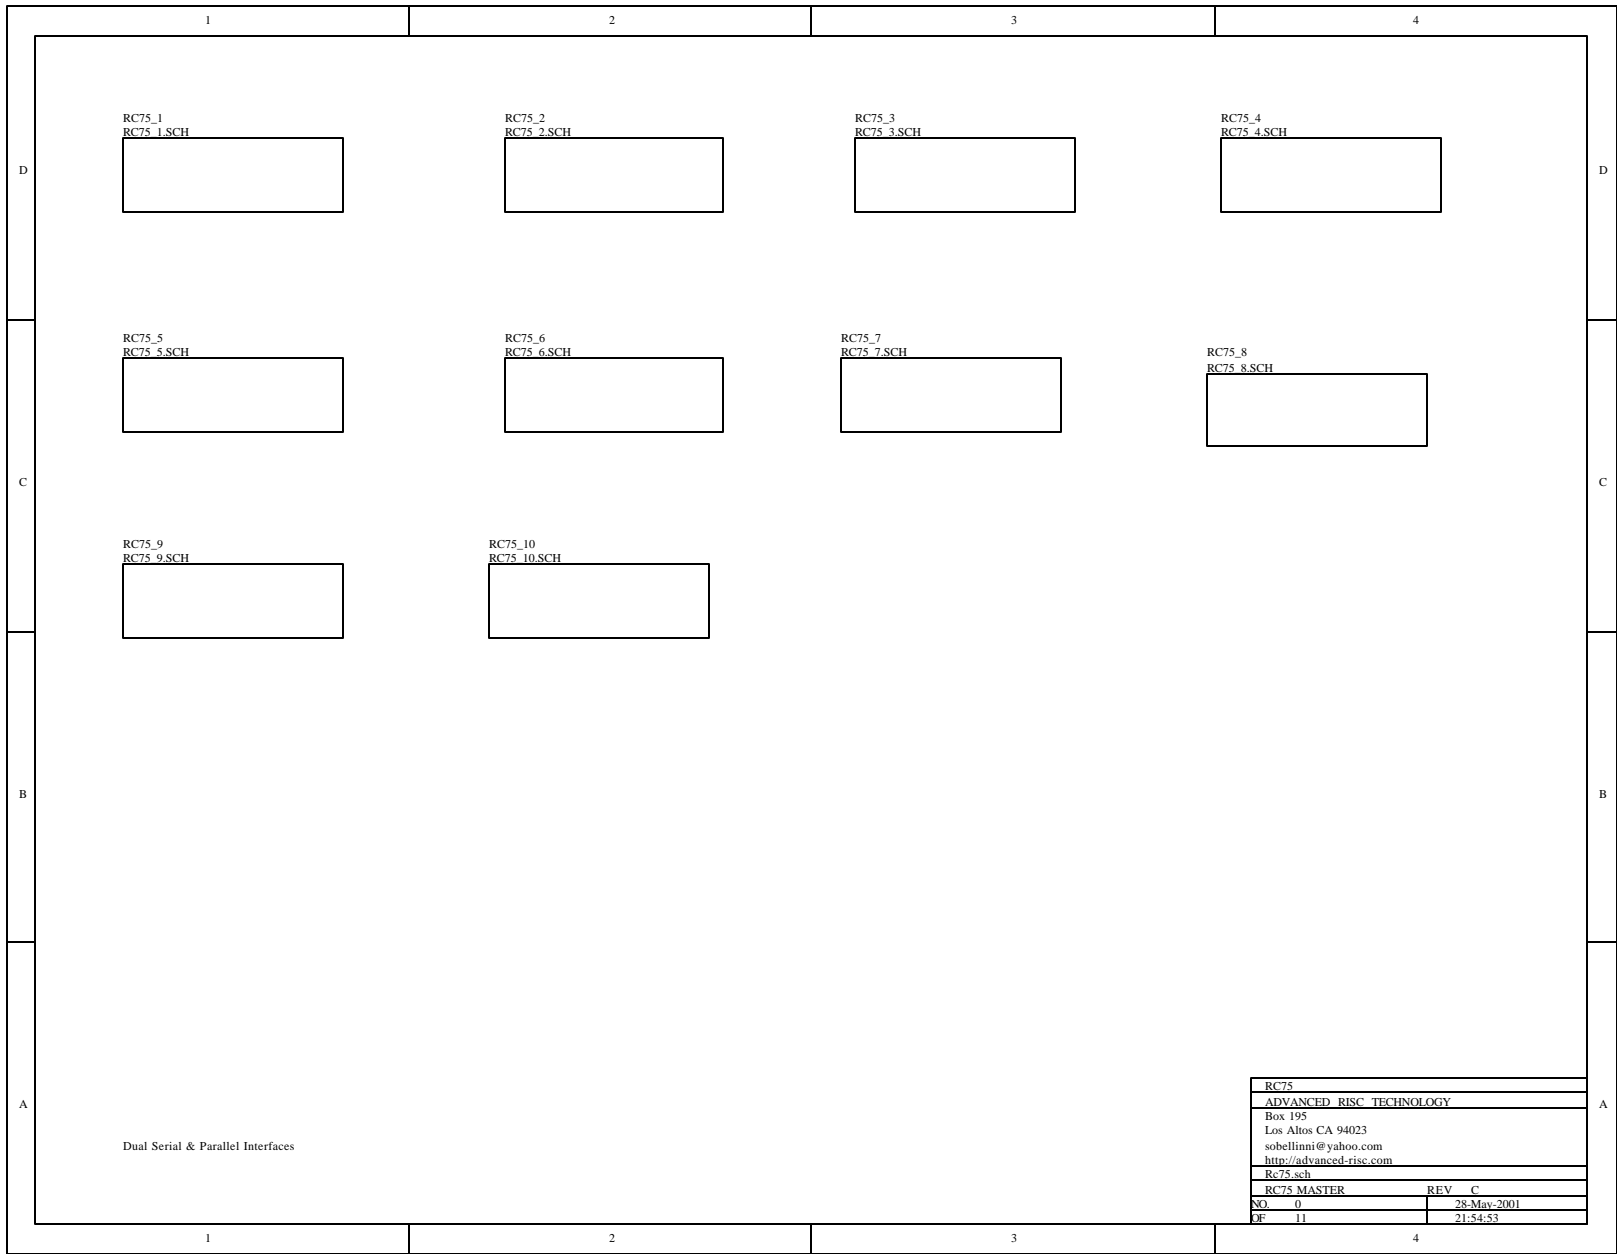 1 2 3 4
RC75_1 RC75_2 RC75_3 RC75_4
RC75_1.SCH RC75_2.SCH RC75_3.SCH RC75_4.SCH
D D
RC75_5 RC75_6 RC75_7
RC75_5.SCH RC75_6.SCH RC75_7.SCH
RC75_8
RC75_8.SCH
C C
RC75_9 RC75_10
RC75_9.SCH RC75_10.SCH
B B
RC75
ADVANCED RISC TECHNOLOGY
A A
Box 195
Los Altos CA 94023
Dual Serial & Parallel Interfaces
sobellinni@yahoo.com
http://advanced-risc.com
Rc75.sch
RC75 MASTER REV C
NO. 0 28-May-2001
OF 11 21:54:53
1 2 3 4